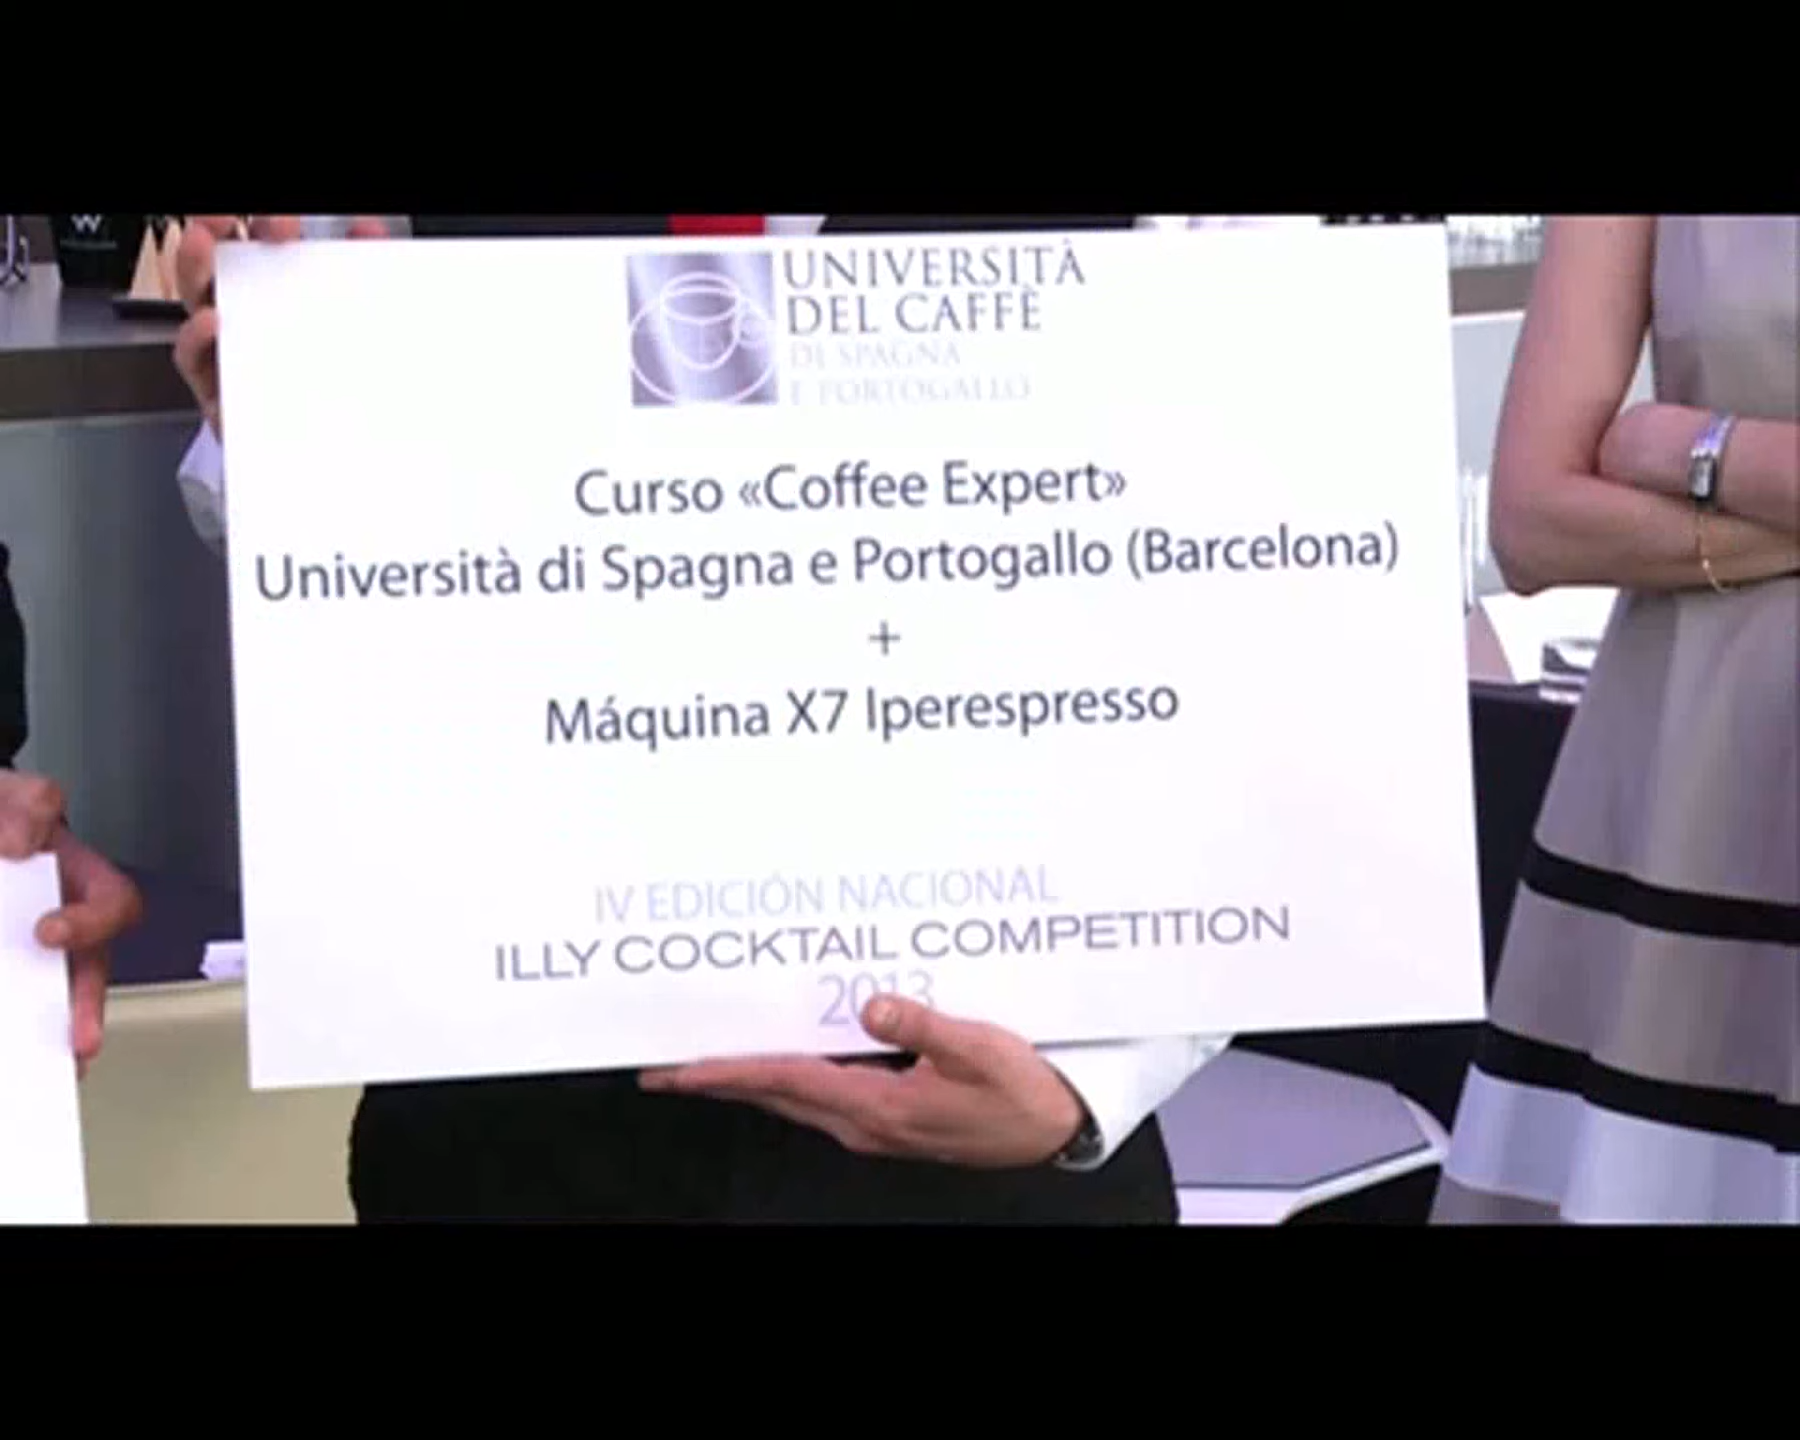 W
UNIVERSITÀ
DEL CAFFÈ
DI SPAGNA
E PORTOGALLO
Curso «Coffee Expert»
Università di Spagna e Portogallo (Barcelona)
+
Máquina X7 Iperespresso
IV EDICIÓN NACIONAL
ILLY COCKTAIL COMPETITION
2013